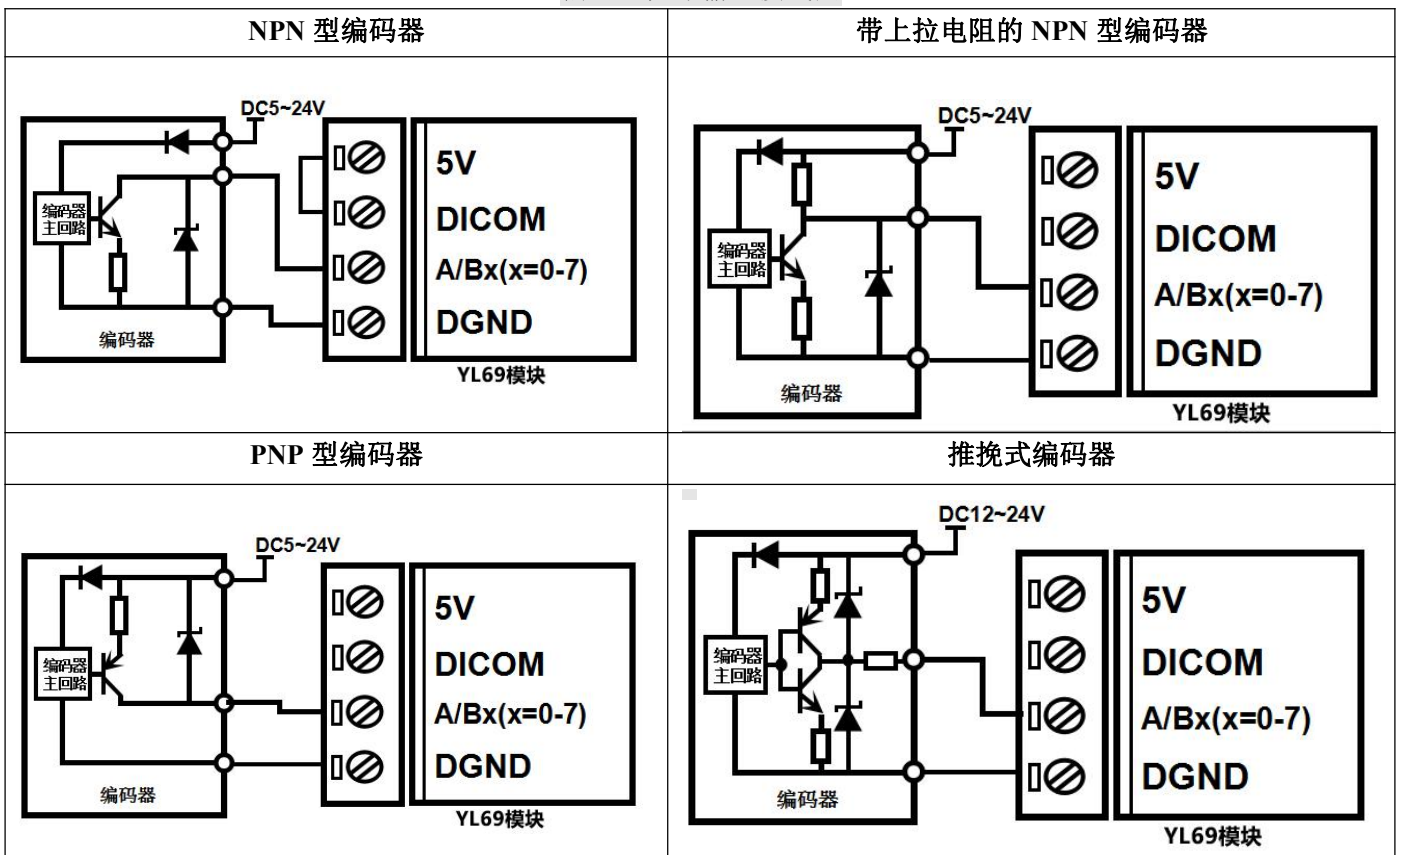 NPN 型编码器
带上拉电阻的 NPN 型编码器
DC5~24V
5V
DICOM
A/Bx(x=0-7)
DGND
编码器
主回路
编码器
YL69模块
DC5~24V
5V
DICOM
A/Bx(x=0-7)
DGND
编码器
主回路
编码器
YL69模块
PNP 型编码器
推挽式编码器
DC5~24V
5V
DICOM
A/Bx(x=0-7)
DGND
编码器
主回路
编码器
YL69模块
DC12~24V
5V
DICOM
A/Bx(x=0-7)
DGND
编码器
主回路
编码器
YL69模块